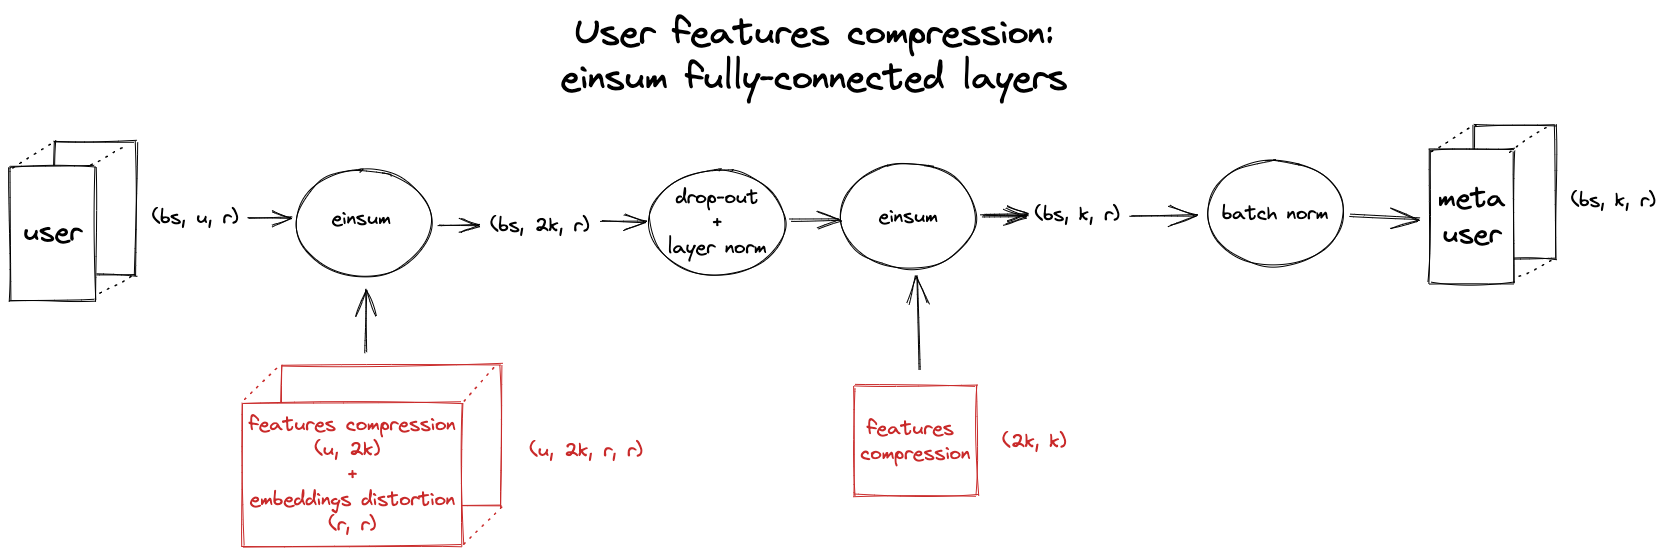 User features compression:
einsum fully-connected layers
user
(bs, u, r)
einsum
(bs, 2k, r)
drop-out
+
layer norm
einsum
(bs, k, r)
batch norm
meta
user
(bs, k, r)
features compression
(u, 2k)
+
embeddings distortion
(r, r)
(u, 2k, r, r)
features
compression
(2k, k)